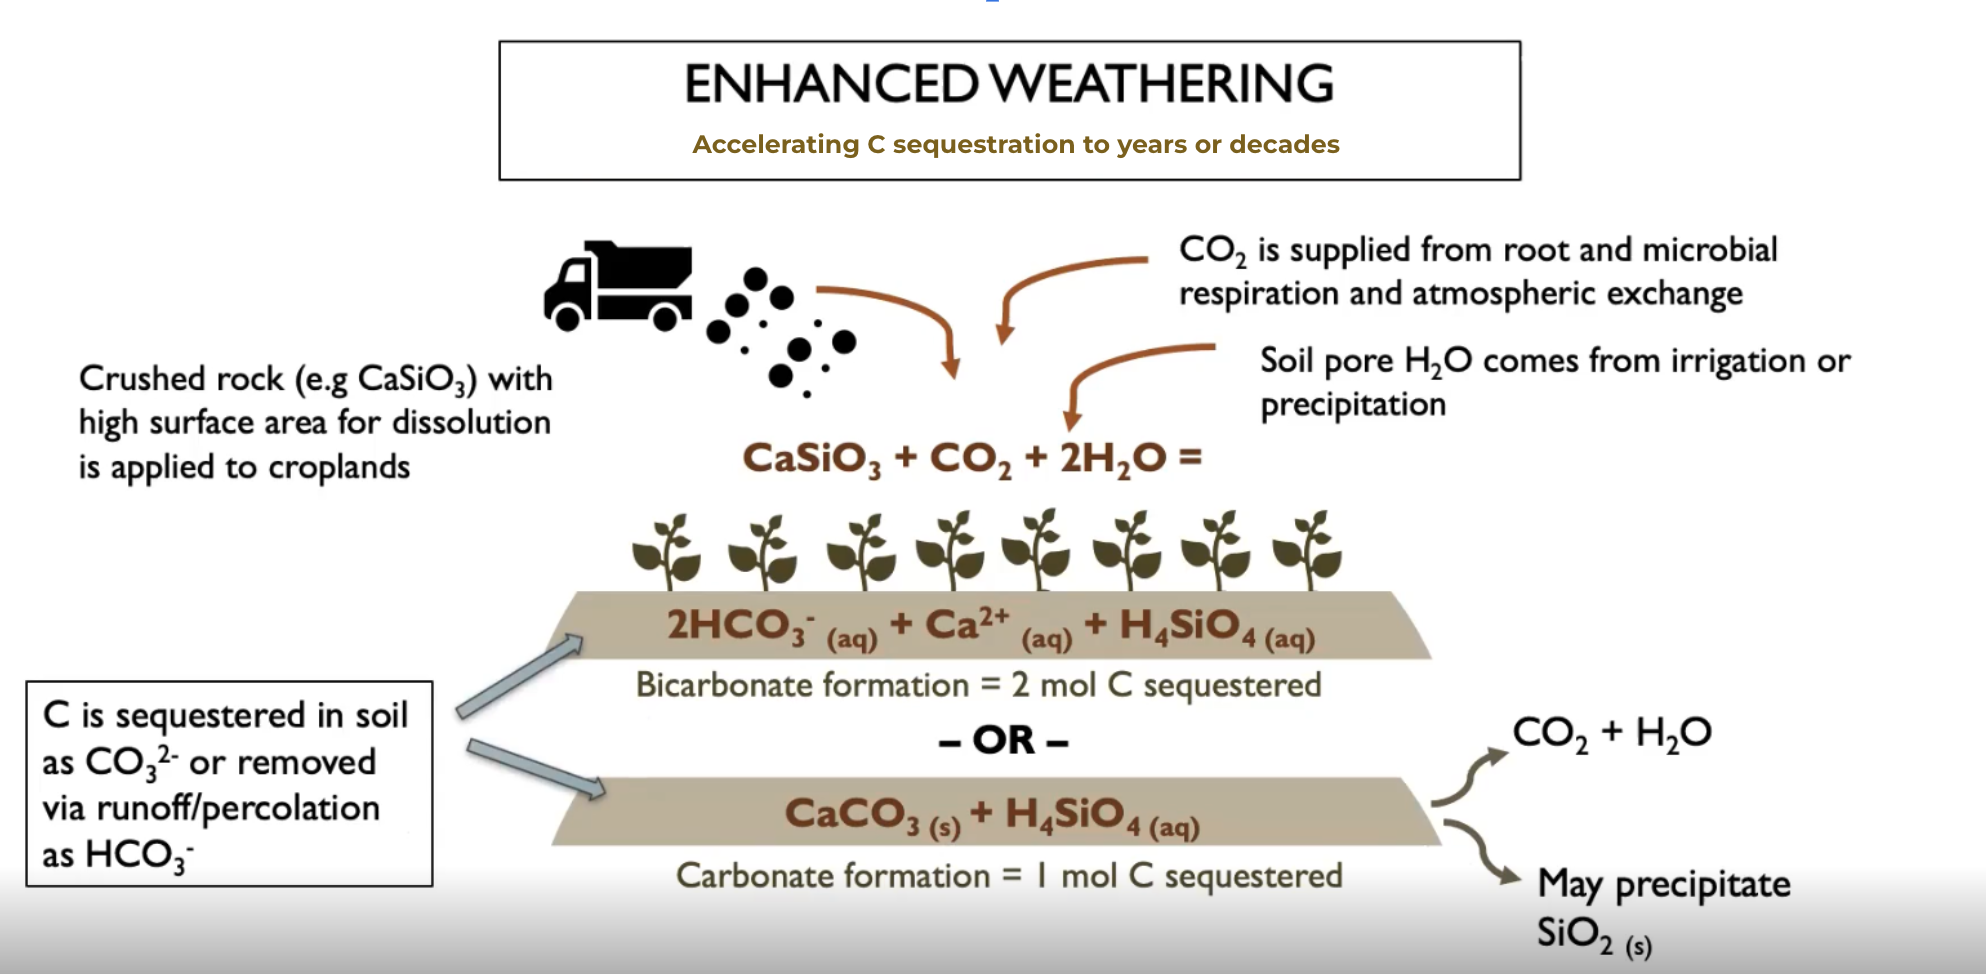 ENHANCED WEATHERING
Accelerating C sequestration to years or decades
CO₂ is supplied from root and microbial
respiration and atmospheric exchange
Soil pore H₂O comes from irrigation or
precipitation
Crushed rock (e.g CaSiO₃) with
high surface area for dissolution
is applied to croplands
CaSiO₃ + CO₂ + 2H₂O =
2HCO₃⁻ (aq) + Ca²⁺ (aq) + H₄SiO₄ (aq)
Bicarbonate formation = 2 mol C sequestered
– OR –
C is sequestered in soil
as CO₃²⁻ or removed
via runoff/percolation
as HCO₃⁻
CaCO₃ (s) + H₄SiO₄ (aq)
Carbonate formation = 1 mol C sequestered
CO₂ + H₂O
May precipitate
SiO₂ (s)